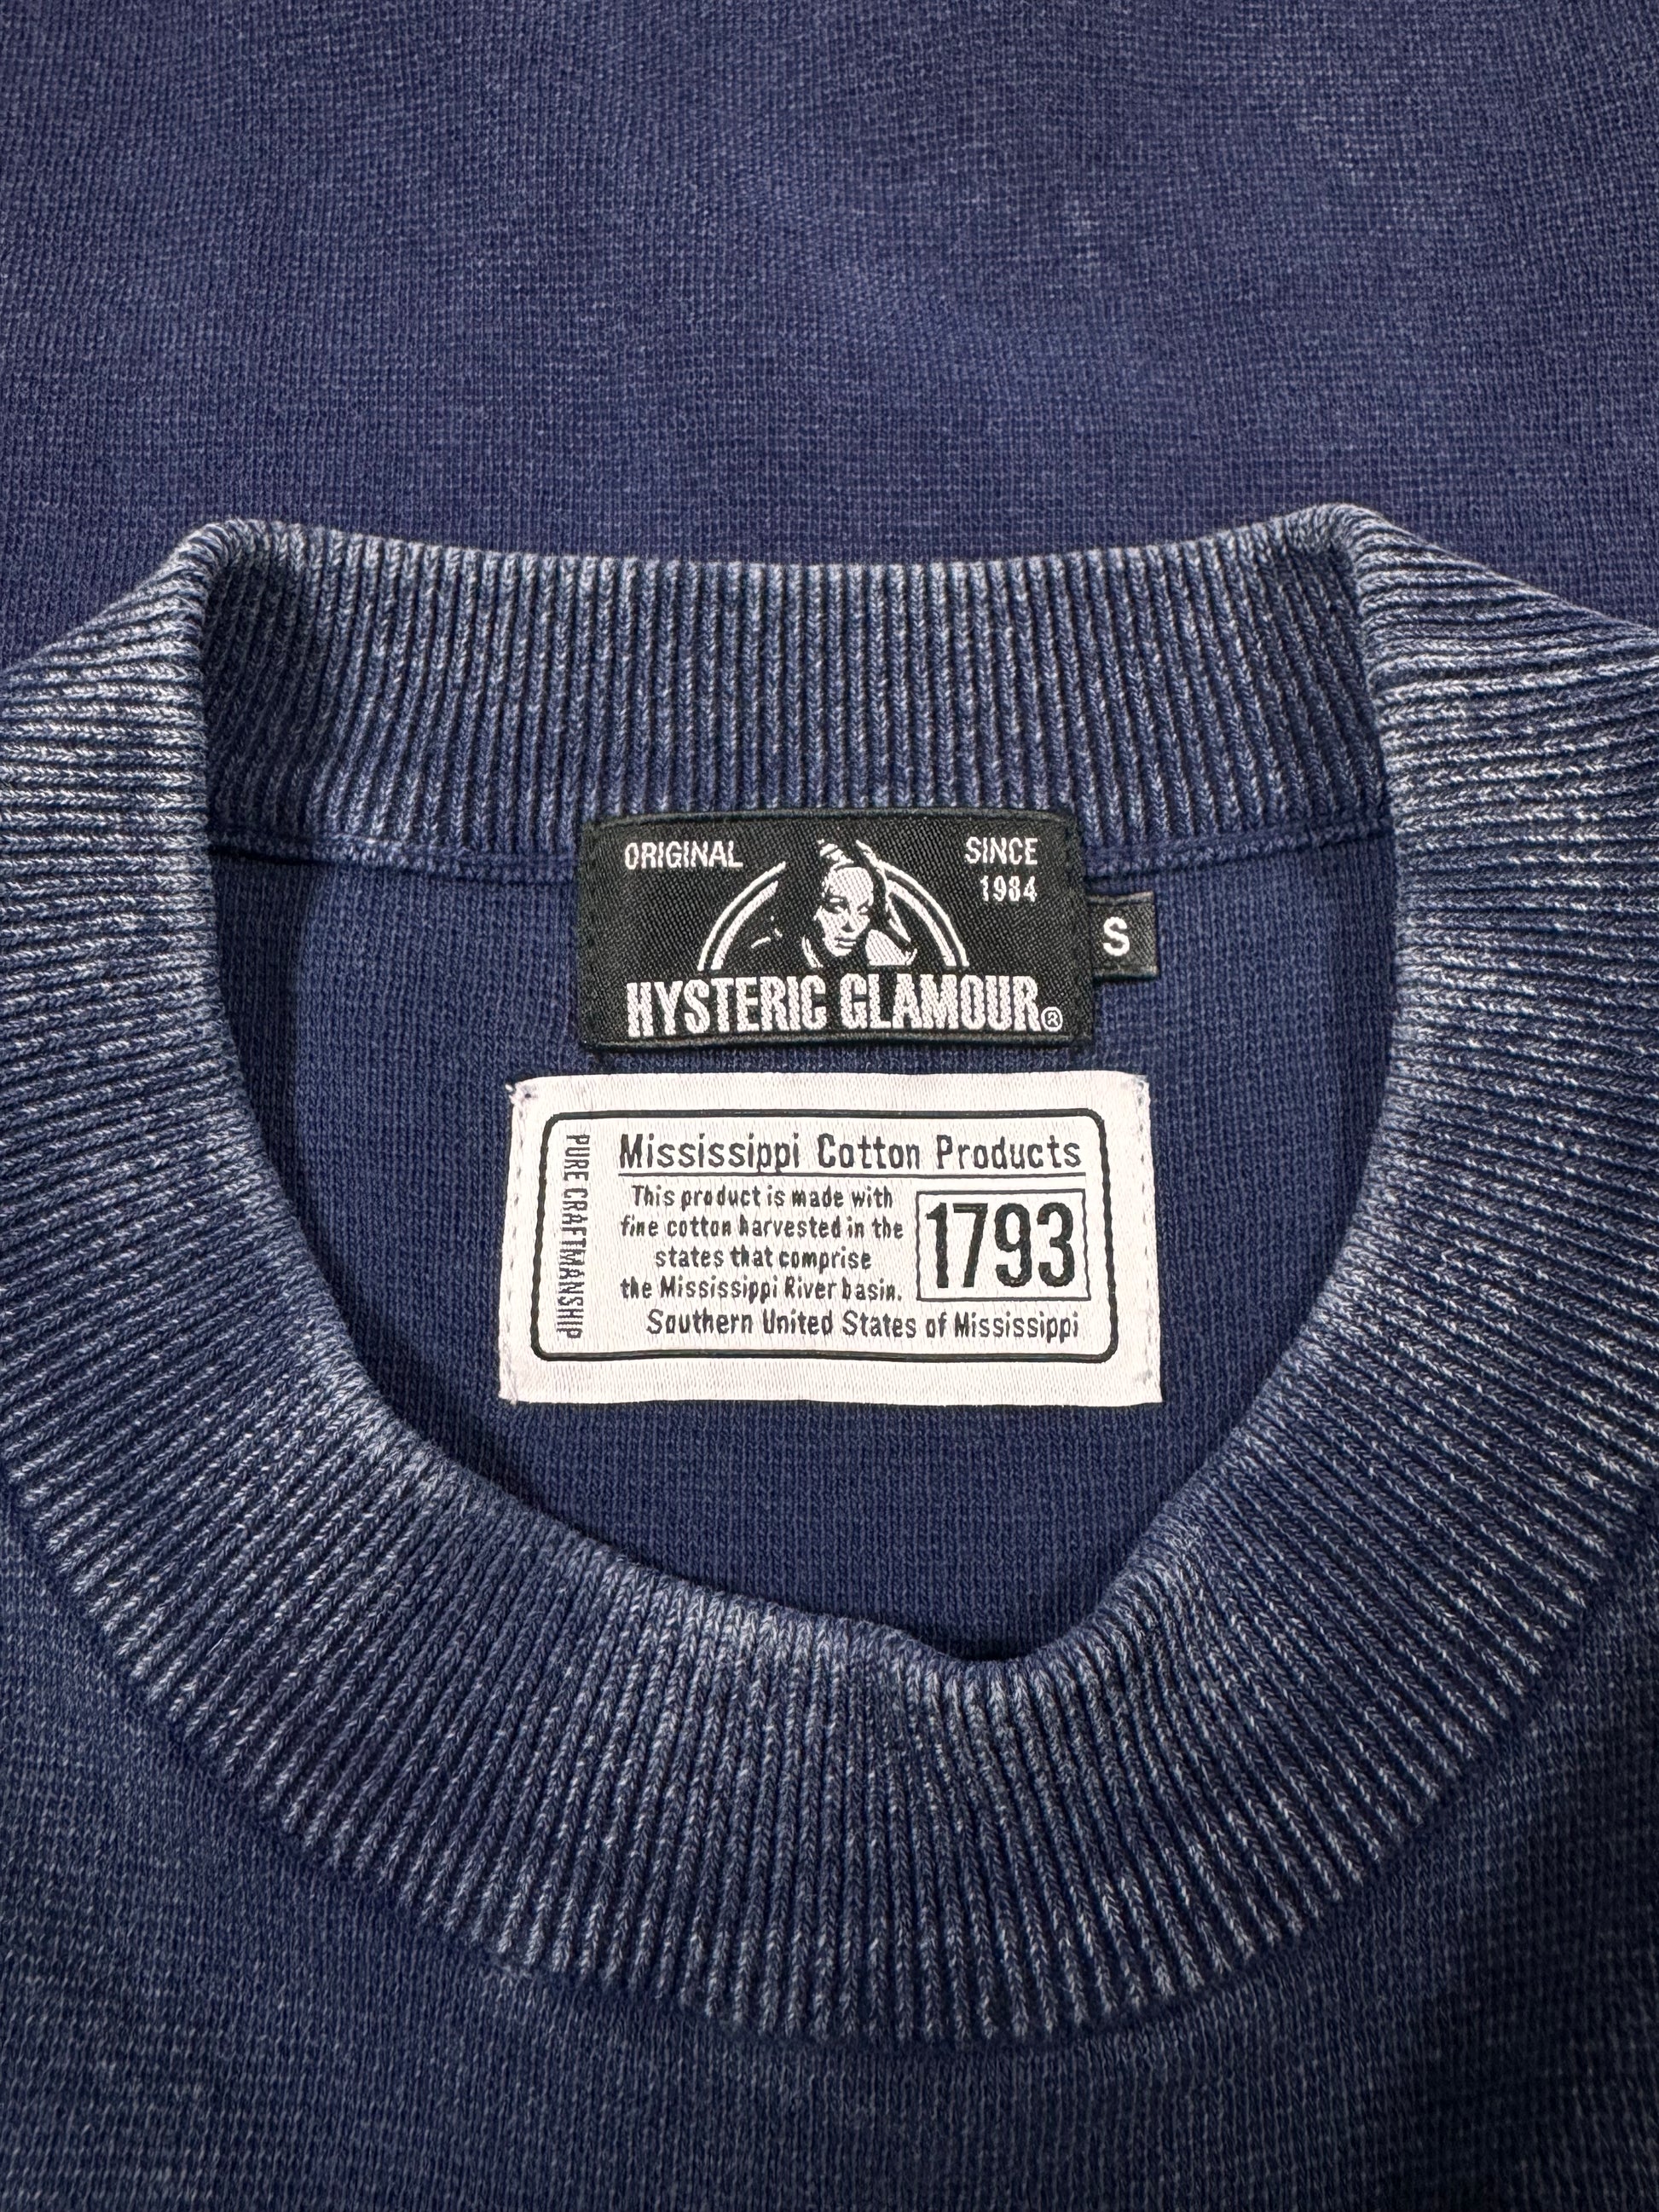 ORIGINAL
SINCE
1984
HYSTERIC GLAMOUR®
S
PURE CRAFTMANSHIP
Mississippi Cotton Products
This product is made with
fine cotton harvested in the
states that comprise
the Mississippi River basin.
1793
Southern United States of Mississippi